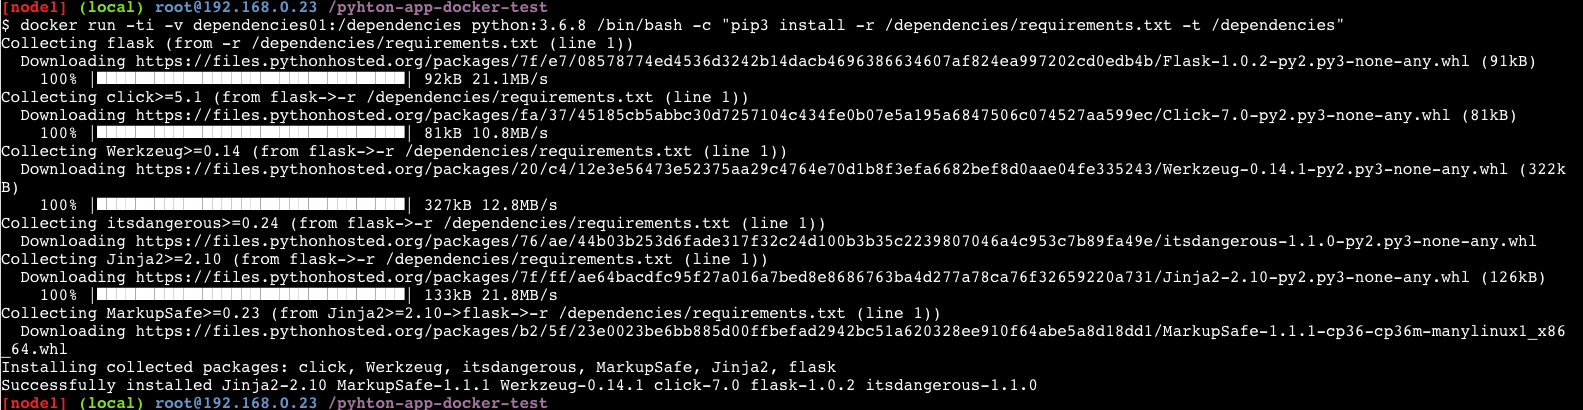 [node1] (local) root@192.168.0.23 /pyhton-app-docker-test
$ docker run -ti -v dependencies01:/dependencies python:3.6.8 /bin/bash -c "pip3 install -r /dependencies/requirements.txt -t /dependencies"
Collecting flask (from -r /dependencies/requirements.txt (line 1))
  Downloading https://files.pythonhosted.org/packages/7f/e7/08578774ed4536d3242b14dacb4696386634607af824ea997202cd0edb4b/Flask-1.0.2-py2.py3-none-any.whl (91kB)
    100% |████████████████████████████████| 92kB 21.1MB/s
Collecting click>=5.1 (from flask->-r /dependencies/requirements.txt (line 1))
  Downloading https://files.pythonhosted.org/packages/fa/37/45185cb5abbc30d7257104c434fe0b07e5a195a6847506c074527aa599ec/Click-7.0-py2.py3-none-any.whl (81kB)
    100% |████████████████████████████████| 81kB 10.8MB/s
Collecting Werkzeug>=0.14 (from flask->-r /dependencies/requirements.txt (line 1))
  Downloading https://files.pythonhosted.org/packages/20/c4/12e3e56473e52375aa29c4764e70d1b8f3efa6682bef8d0aae04fe335243/Werkzeug-0.14.1-py2.py3-none-any.whl (322k
B)
    100% |████████████████████████████████| 327kB 12.8MB/s
Collecting itsdangerous>=0.24 (from flask->-r /dependencies/requirements.txt (line 1))
  Downloading https://files.pythonhosted.org/packages/76/ae/44b03b253d6fade317f32c24d100b3b35c2239807046a4c953c7b89fa49e/itsdangerous-1.1.0-py2.py3-none-any.whl
Collecting Jinja2>=2.10 (from flask->-r /dependencies/requirements.txt (line 1))
  Downloading https://files.pythonhosted.org/packages/7f/ff/ae64bacdfc95f27a016a7bed8e8686763ba4d277a78ca76f32659220a731/Jinja2-2.10-py2.py3-none-any.whl (126kB)
    100% |████████████████████████████████| 133kB 21.8MB/s
Collecting MarkupSafe>=0.23 (from Jinja2>=2.10->flask->-r /dependencies/requirements.txt (line 1))
  Downloading https://files.pythonhosted.org/packages/b2/5f/23e0023be6bb885d00ffbefad2942bc51a620328ee910f64abe5a8d18dd1/MarkupSafe-1.1.1-cp36-cp36m-manylinux1_x86
_64.whl
Installing collected packages: click, Werkzeug, itsdangerous, MarkupSafe, Jinja2, flask
Successfully installed Jinja2-2.10 MarkupSafe-1.1.1 Werkzeug-0.14.1 click-7.0 flask-1.0.2 itsdangerous-1.1.0
[node1] (local) root@192.168.0.23 /pyhton-app-docker-test